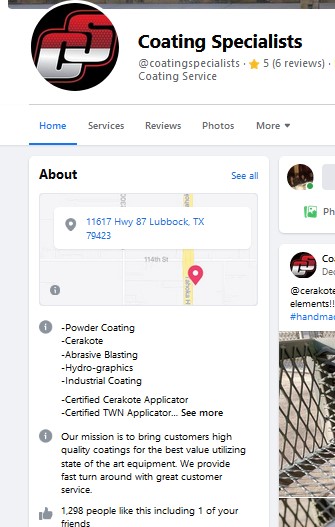 CS
Coating Specialists
@coatingspecialists · 5 (6 reviews) ·
Coating Service
Home Services Reviews Photos More
About See all
11617 Hwy 87 Lubbock, TX
79423
114th St
-Powder Coating
-Cerakote
-Abrasive Blasting
-Hydro-graphics
-Industrial Coating
-Certified Cerakote Applicator
-Certified TWN Applicator... See more
Our mission is to bring customers high
quality coatings for the best value utilizing
state of the art equipment. We provide
fast turn around with great customer
service.
1,298 people like this including 1 of your
friends
Ph
Coa
Dec
@cerakote
elements!!
#handmad